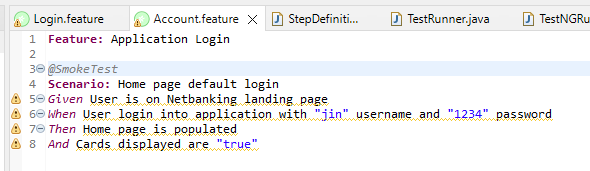 Login.feature Account.feature StepDefiniti... TestRunner.java TestNGRu
1 Feature: Application Login
2
3 @SmokeTest
4 Scenario: Home page default login
5 Given User is on Netbanking landing page
6 When User login into application with "jin" username and "1234" password
7 Then Home page is populated
8 And Cards displayed are "true"